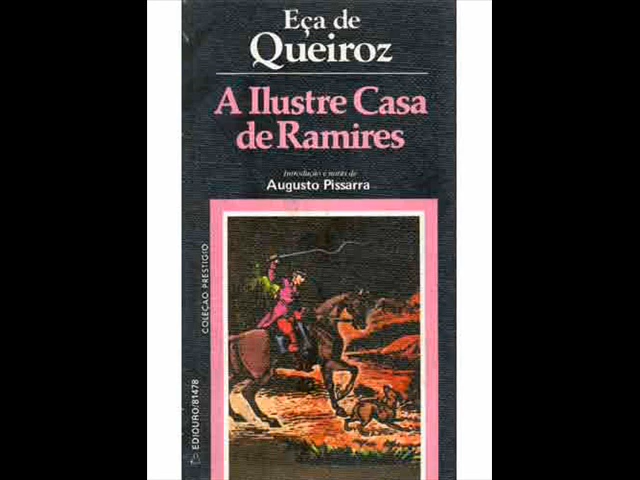 Eça de
Queiroz
A Ilustre Casa
de Ramires
Introdução e notas de
Augusto Pissarra
COLEÇÃO PRESTÍGIO
EDIOURO/81478